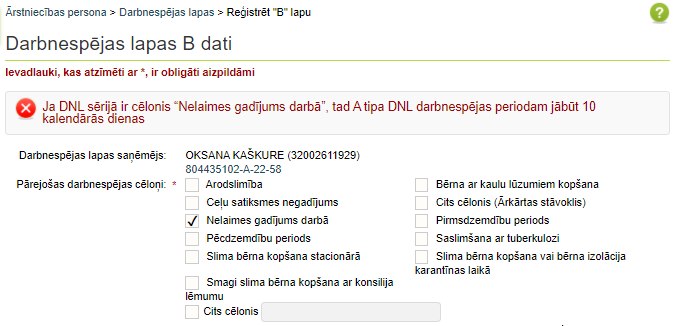 Ārstniecības persona > Darbnespējas lapas > Reģistrēt "B" lapu
?
Darbnespējas lapas B dati
Ievadlauki, kas atzīmēti ar *, ir obligāti aizpildāmi
Ja DNL sērijā ir cēlonis “Nelaimes gadījums darbā”, tad A tipa DNL darbnespējas periodam jābūt 10
kalendārās dienas
Darbnespējas lapas saņēmējs: OKSANA KAŠKURE (32002611929)
804435102-A-22-58
Pārejošas darbnespējas cēloņi: * Arodslimība Bērna ar kaulu lūzumiem kopšana
Ceļu satiksmes negadījums Cits cēlonis (Ārkārtas stāvoklis)
Nelaimes gadījums darbā Pirmsdzemdību periods
Pēcdzemdību periods Saslimšana ar tuberkulozi
Slima bērna kopšana stacionārā Slima bērna kopšana vai bērna izolācija
karantīnas laikā
Smagi slima bērna kopšana ar konsilija
lēmumu
Cits cēlonis